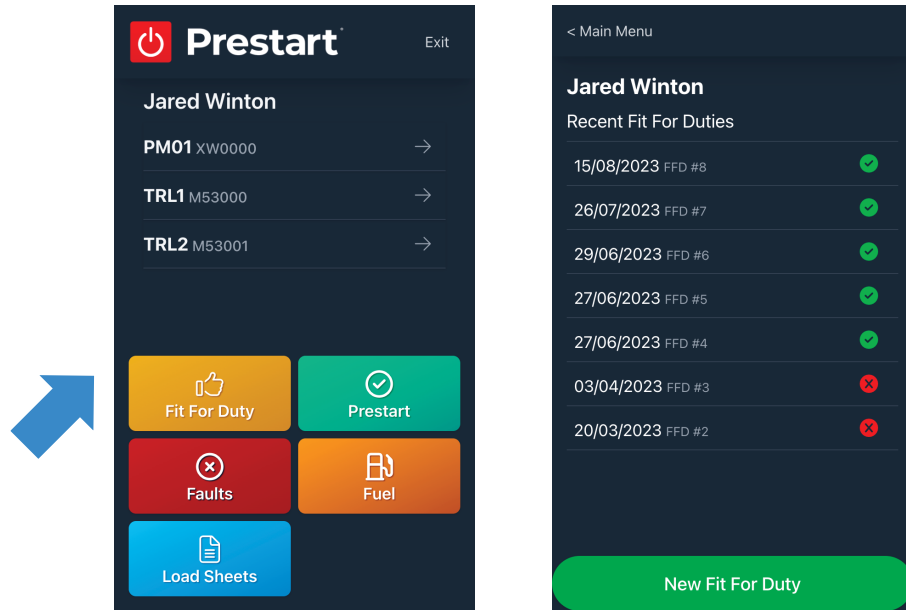 Prestart
Exit
Jared Winton
PM01 XW0000
TRL1 M53000
TRL2 M53001
Fit For Duty
Prestart
Faults
Fuel
Load Sheets
< Main Menu
Jared Winton
Recent Fit For Duties
15/08/2023 FFD #8
26/07/2023 FFD #7
29/06/2023 FFD #6
27/06/2023 FFD #5
27/06/2023 FFD #4
03/04/2023 FFD #3
20/03/2023 FFD #2
New Fit For Duty